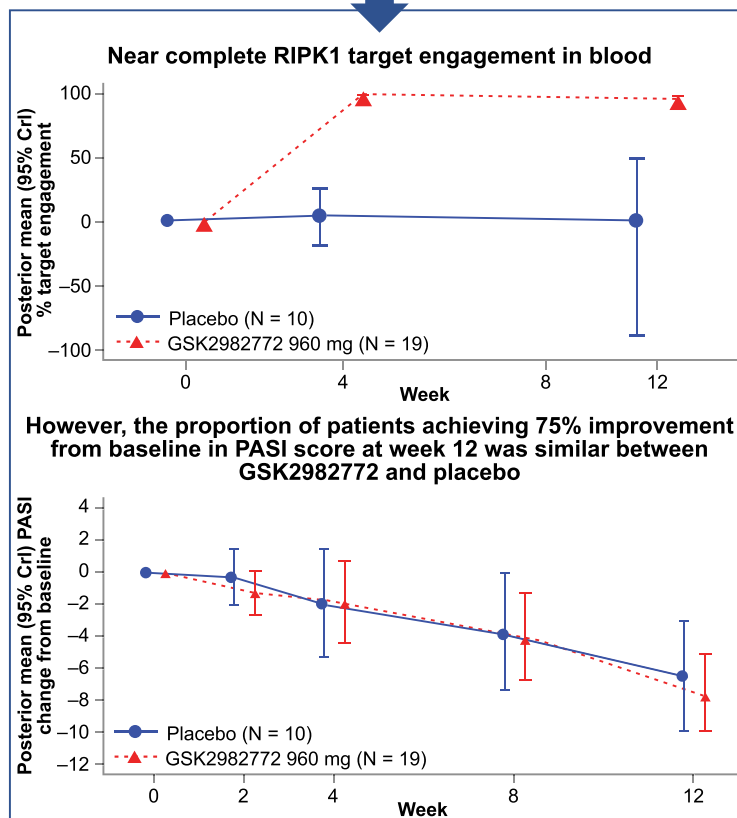 Near complete RIPK1 target engagement in blood
Posterior mean (95% CrI)
% target engagement
100
50
0
–50
–100
Placebo (N = 10)
GSK2982772 960 mg (N = 19)
0
4
8
12
Week
However, the proportion of patients achieving 75% improvement
from baseline in PASI score at week 12 was similar between
GSK2982772 and placebo
Posterior mean (95% CrI) PASI
change from baseline
4
2
0
–2
–4
–6
–8
–10
–12
Placebo (N = 10)
GSK2982772 960 mg (N = 19)
0
2
4
8
12
Week